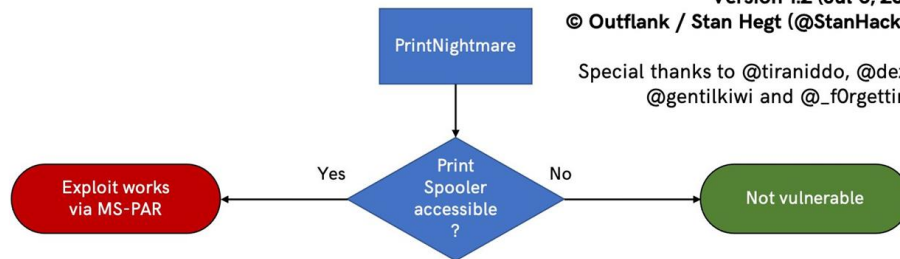 © Outflank / Stan Hegt (@StanHack
PrintNightmare
Special thanks to
@gentilkiwi and
Print
Spooler
accessible
?
Yes
No
Exploit works
via MS-PAR
Not vulnerable